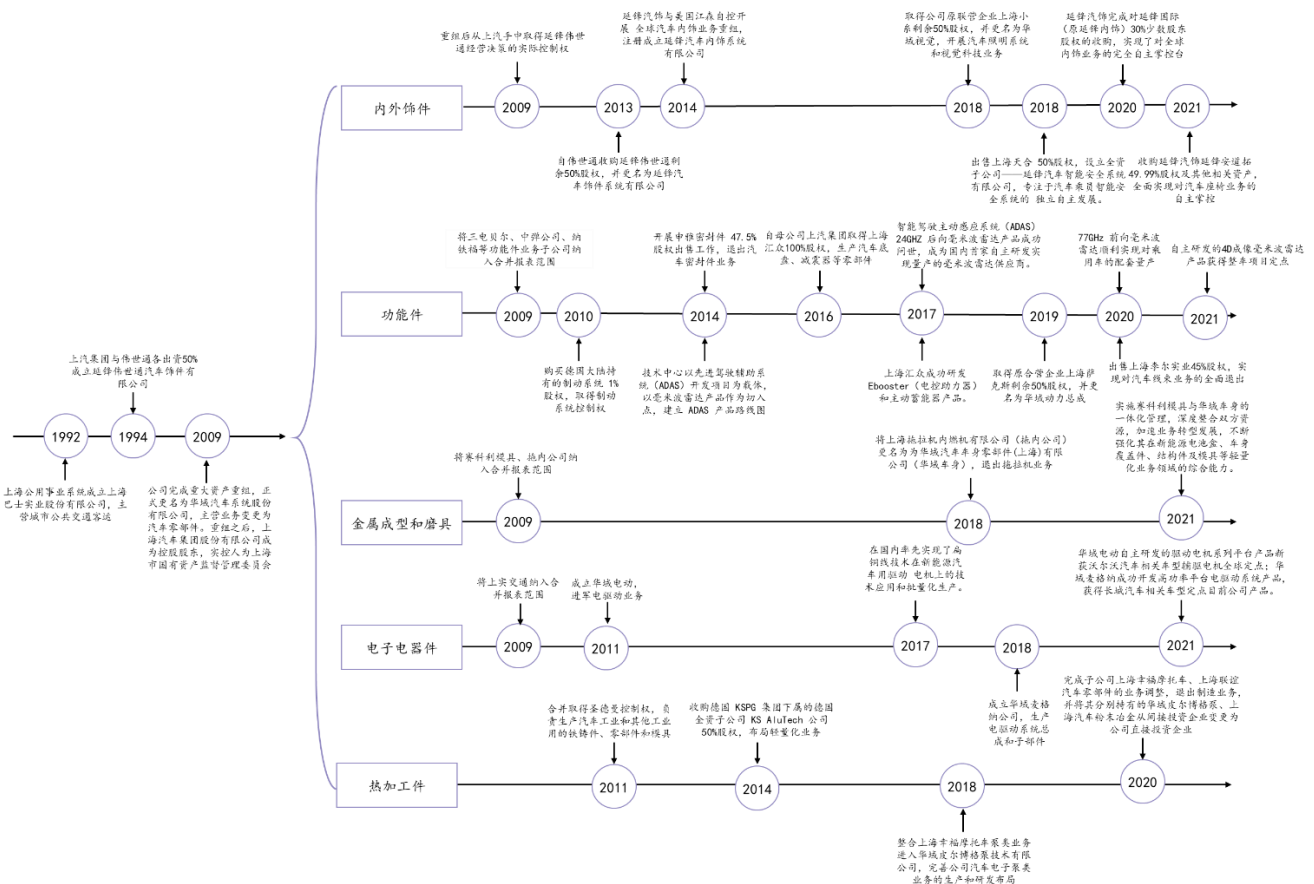 重组后从上汽手中取得延锋伟世
通经营决策的实际控制权
延锋汽饰与美国江森自控开
展 全球汽车内饰业务重组,
注册成立延锋汽车内饰系统
有限公司
取得公司原联营企业上海小
糸剩余50%股权,并更名为华
域视觉,开展汽车照明系统
和视觉科技业务
延锋汽饰完成对延锋国际
(原延锋内饰)30%少数股东
股权的收购,实现了对全球
内饰业务的完全自主掌控台
内外饰件
2009
2013
2014
2018
2018
2020
2021
自伟世通收购延锋伟世通剩
余50%股权,并更名为延锋汽
车饰件系统有限公司
出售上海天合 50%股权,设立全资
子公司——延锋汽车智能安全系统
有限公司,专注于汽车乘员智能安
全系统的 独立自主发展。
收购延锋汽饰延锋安道拓
49.99%股权及其他相关资产,
全面实现对汽车座椅业务的
自主掌控
将三电贝尔、中弹公司、纳
铁福等功能件业务子公司纳
入合并报表范围
开展申雅密封件 47.5%
股权出售工作,退出汽
车密封件业务
自母公司上汽集团取得上海
汇众100%股权,生产汽车底
盘、减震器等零部件
智能驾驶主动感应系统(ADAS)
24GHZ 后向毫米波雷达产品成功
问世,成为国内首家自主研发实
现量产的毫米波雷达供应商。
77GHz 前向毫米波
雷达顺利实现对乘
用车的配套量产
自主研发的4D成像毫米波雷达
产品获得整车项目定点
功能件
2009
2010
2014
2016
2017
2019
2020
2021
购买德国大陆持
有的制动系统 1%
股权,取得制动
系统控制权
技术中心以先进驾驶辅助系
统(ADAS)开发项目为载体,
以毫米波雷达产品作为切入
点,建立 ADAS 产品路线图
上海汇众成功研发
Ebooster(电控助力器)
和主动蓄能器产品。
取得原合营企业上海萨
克斯剩余50%股权,并更
名为华域动力总成
出售上海李尔实业45%股权,实
现对汽车线束业务的全面退出
上汽集团与伟世通各出资50%
成立延锋伟世通汽车饰件有
限公司
1992
1994
2009
上海公用事业系统成立上海
巴士实业股份有限公司,主
营城市公共交通客运
公司完成重大资产重组,正
式更名为华域汽车系统股份
有限公司,主营业务变更为
汽车零部件。重组之后,上
海汽车集团股份有限公司成
为控股股东,实控人为上海
市国有资产监督管理委员会
将赛科利模具、拖内公司纳
入合并报表范围
将上海拖拉机内燃机有限公司(拖内公司)
更名为为华域汽车车身零部件(上海)有限
公司(华域车身),退出拖拉机业务
实施赛科利模具与华域车身的
一体化管理,深度整合双方资
源,加速业务转型发展,不断
强化其在新能源电池盒、车身
覆盖件、结构件及模具等轻量
化业务领域的综合能力。
金属成型和磨具
2009
2018
2021
将上实交通纳入合
并报表范围
成立华域电动,
进军电驱动业务
在国内率先实现了扁
铜线技术在新能源汽
车用驱动 电机上的技
术应用和批量化生产。
华域电动自主研发的驱动电机系列平台产品新
获沃尔沃汽车相关车型辅驱电机全球定点;华
域麦格纳成功开发高功率平台电驱动系统产品,
获得长城汽车相关车型定点目前公司产品。
电子电器件
2009
2011
2017
2018
2021
成立华域麦格
纳公司,生产
电驱动系统总
成和子部件
合并取得圣德曼控制权,负
责生产汽车工业和其他工业
用的铁铸件、零部件和模具
收购德国 KSPG 集团下属的德国
全资子公司 KS AluTech 公司
50%股权,布局轻量化业务
完成子公司上海幸福摩托车、上海联谊
汽车零部件的业务调整,退出制造业务,
并将其分别持有的华域皮尔博格泵、上
海汽车粉末冶金从间接投资企业变更为
公司直接投资企业
热加工件
2011
2014
2018
2020
整合上海幸福摩托车泵类业务
进入华域皮尔博格泵技术有限
公司,完善公司汽车电子泵类
业务的生产和研发布局